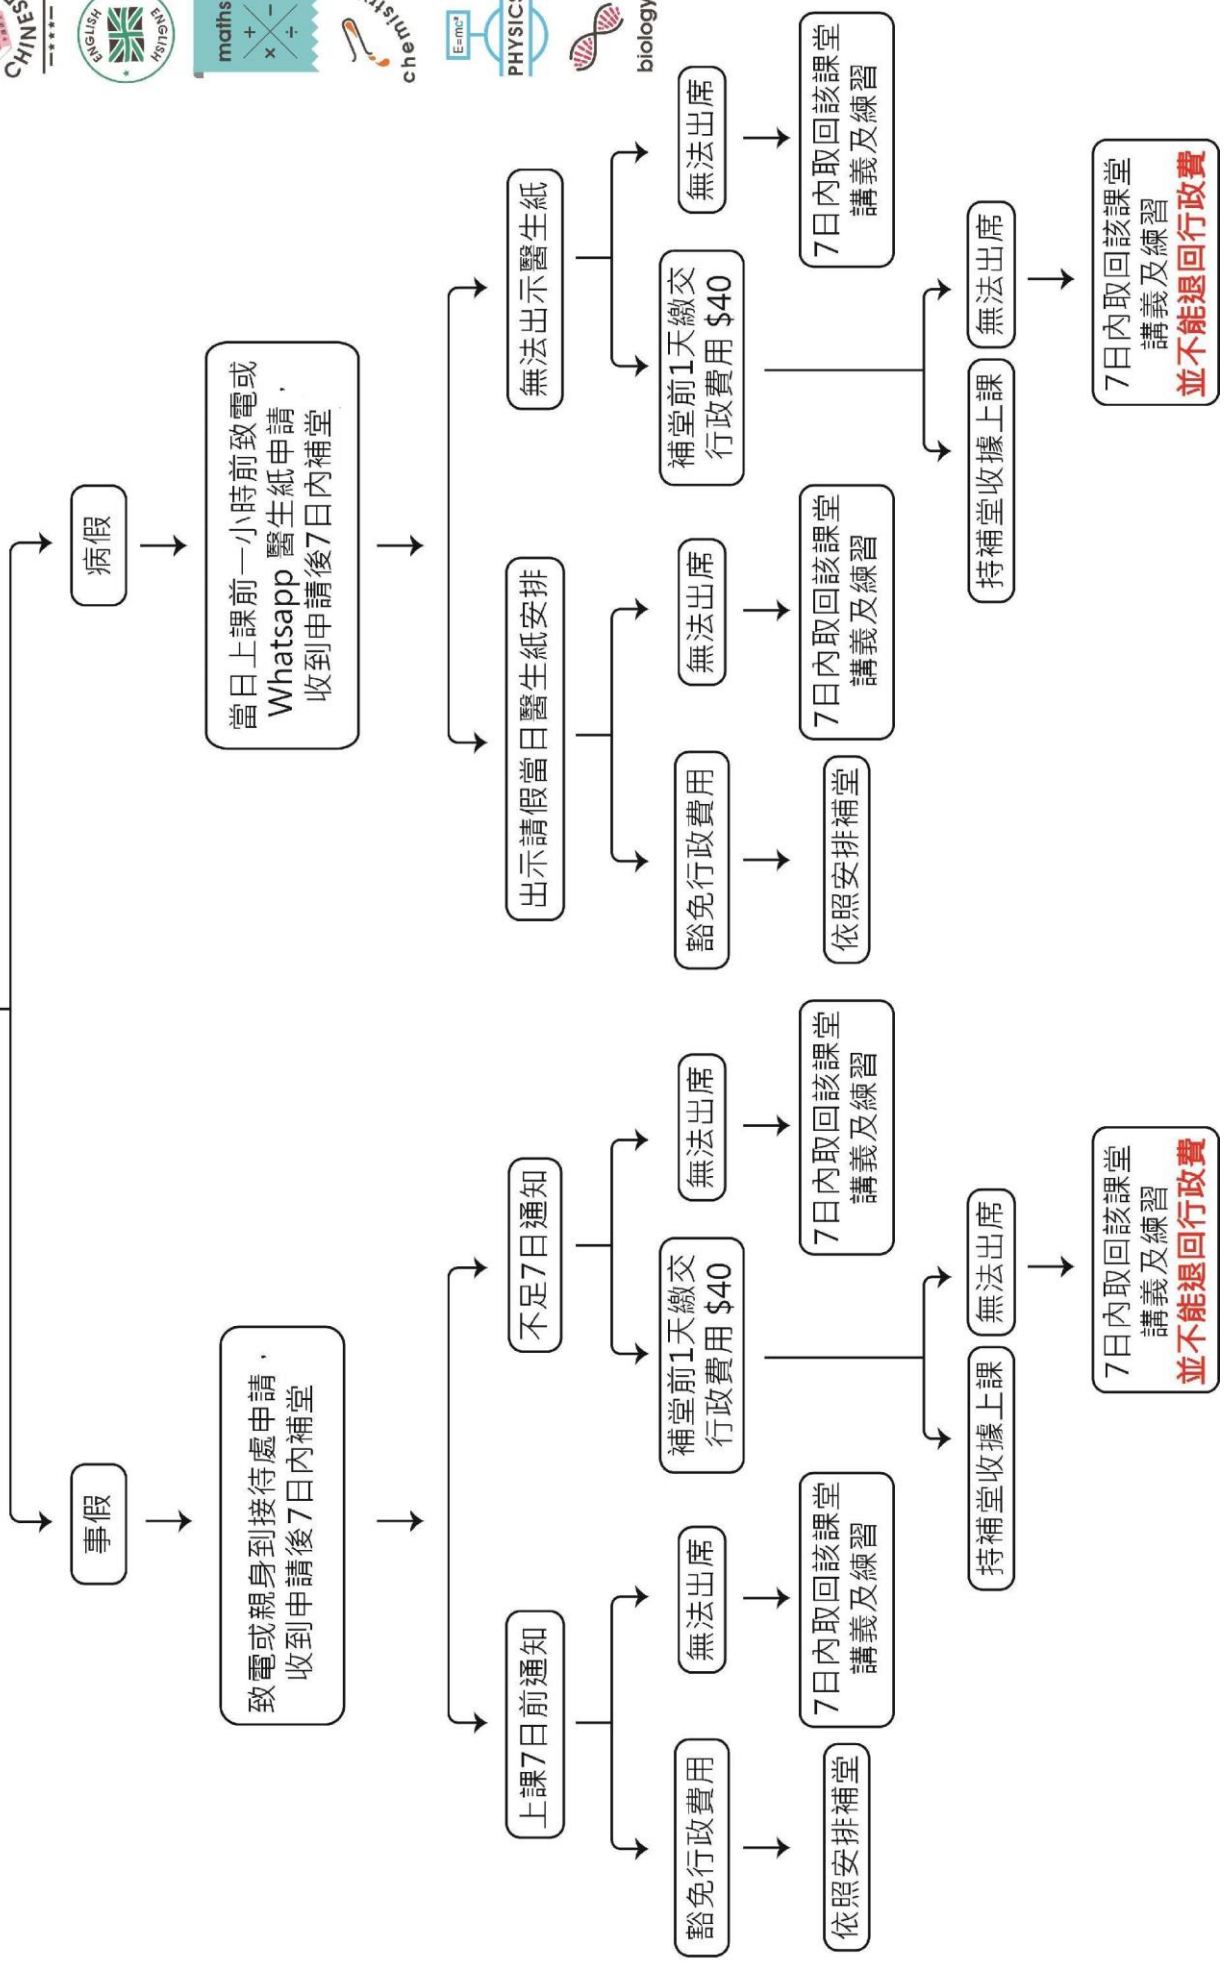 事假
病假
致電或親身到接待處申請，
收到申請後7日內補堂
當日上課前一小時前致電或
Whatsapp 醫生紙申請，
收到申請後7日內補堂
上課7日前通知
不足7日通知
出示請假當日醫生紙安排
無法出示醫生紙
豁免行政費用
無法出席
補堂前1天繳交
行政費用 $40
無法出席
豁免行政費用
無法出席
補堂前1天繳交
行政費用 $40
無法出席
依照安排補堂
7日內取回該課堂
講義及練習
7日內取回該課堂
講義及練習
依照安排補堂
7日內取回該課堂
講義及練習
7日內取回該課堂
講義及練習
持補堂收據上課
無法出席
持補堂收據上課
無法出席
7日內取回該課堂
講義及練習
並不能退回行政費
7日內取回該課堂
講義及練習
並不能退回行政費
CHINESE
ENGLISH
ENGLISH
maths
+ −
× ÷
E=mc²
PHYSICS
biology